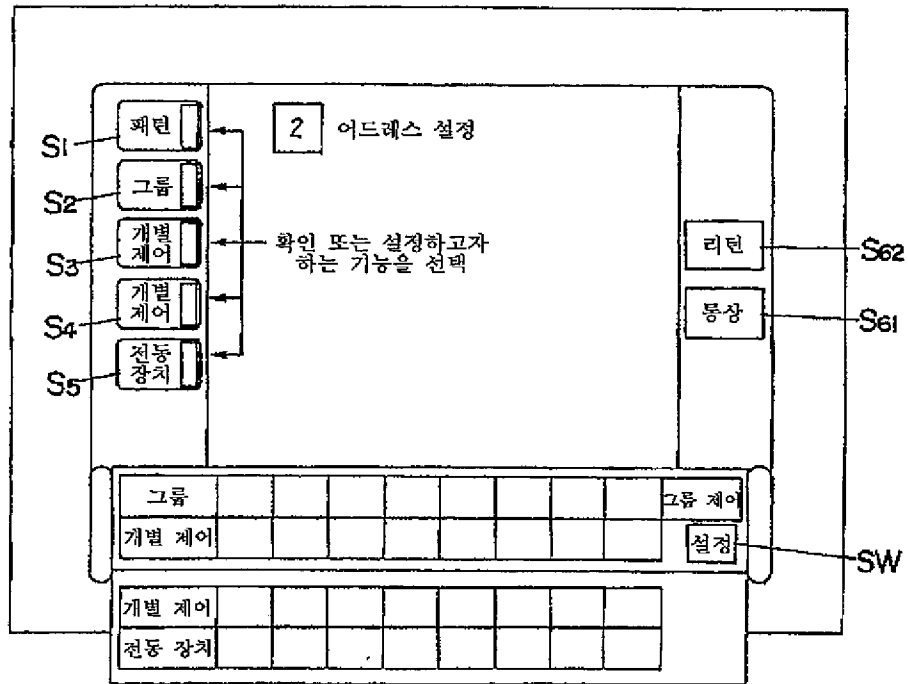 패턴
S1
2 어드레스 설정
그룹
S2
개별
제어
S3
확인 또는 설정하고자
하는 기능을 선택
리턴
S62
개별
제어
S4
통상
S61
전동
장치
S5
그룹
그룹 제어
개별 제어
설정
SW
개별 제어
전동 장치